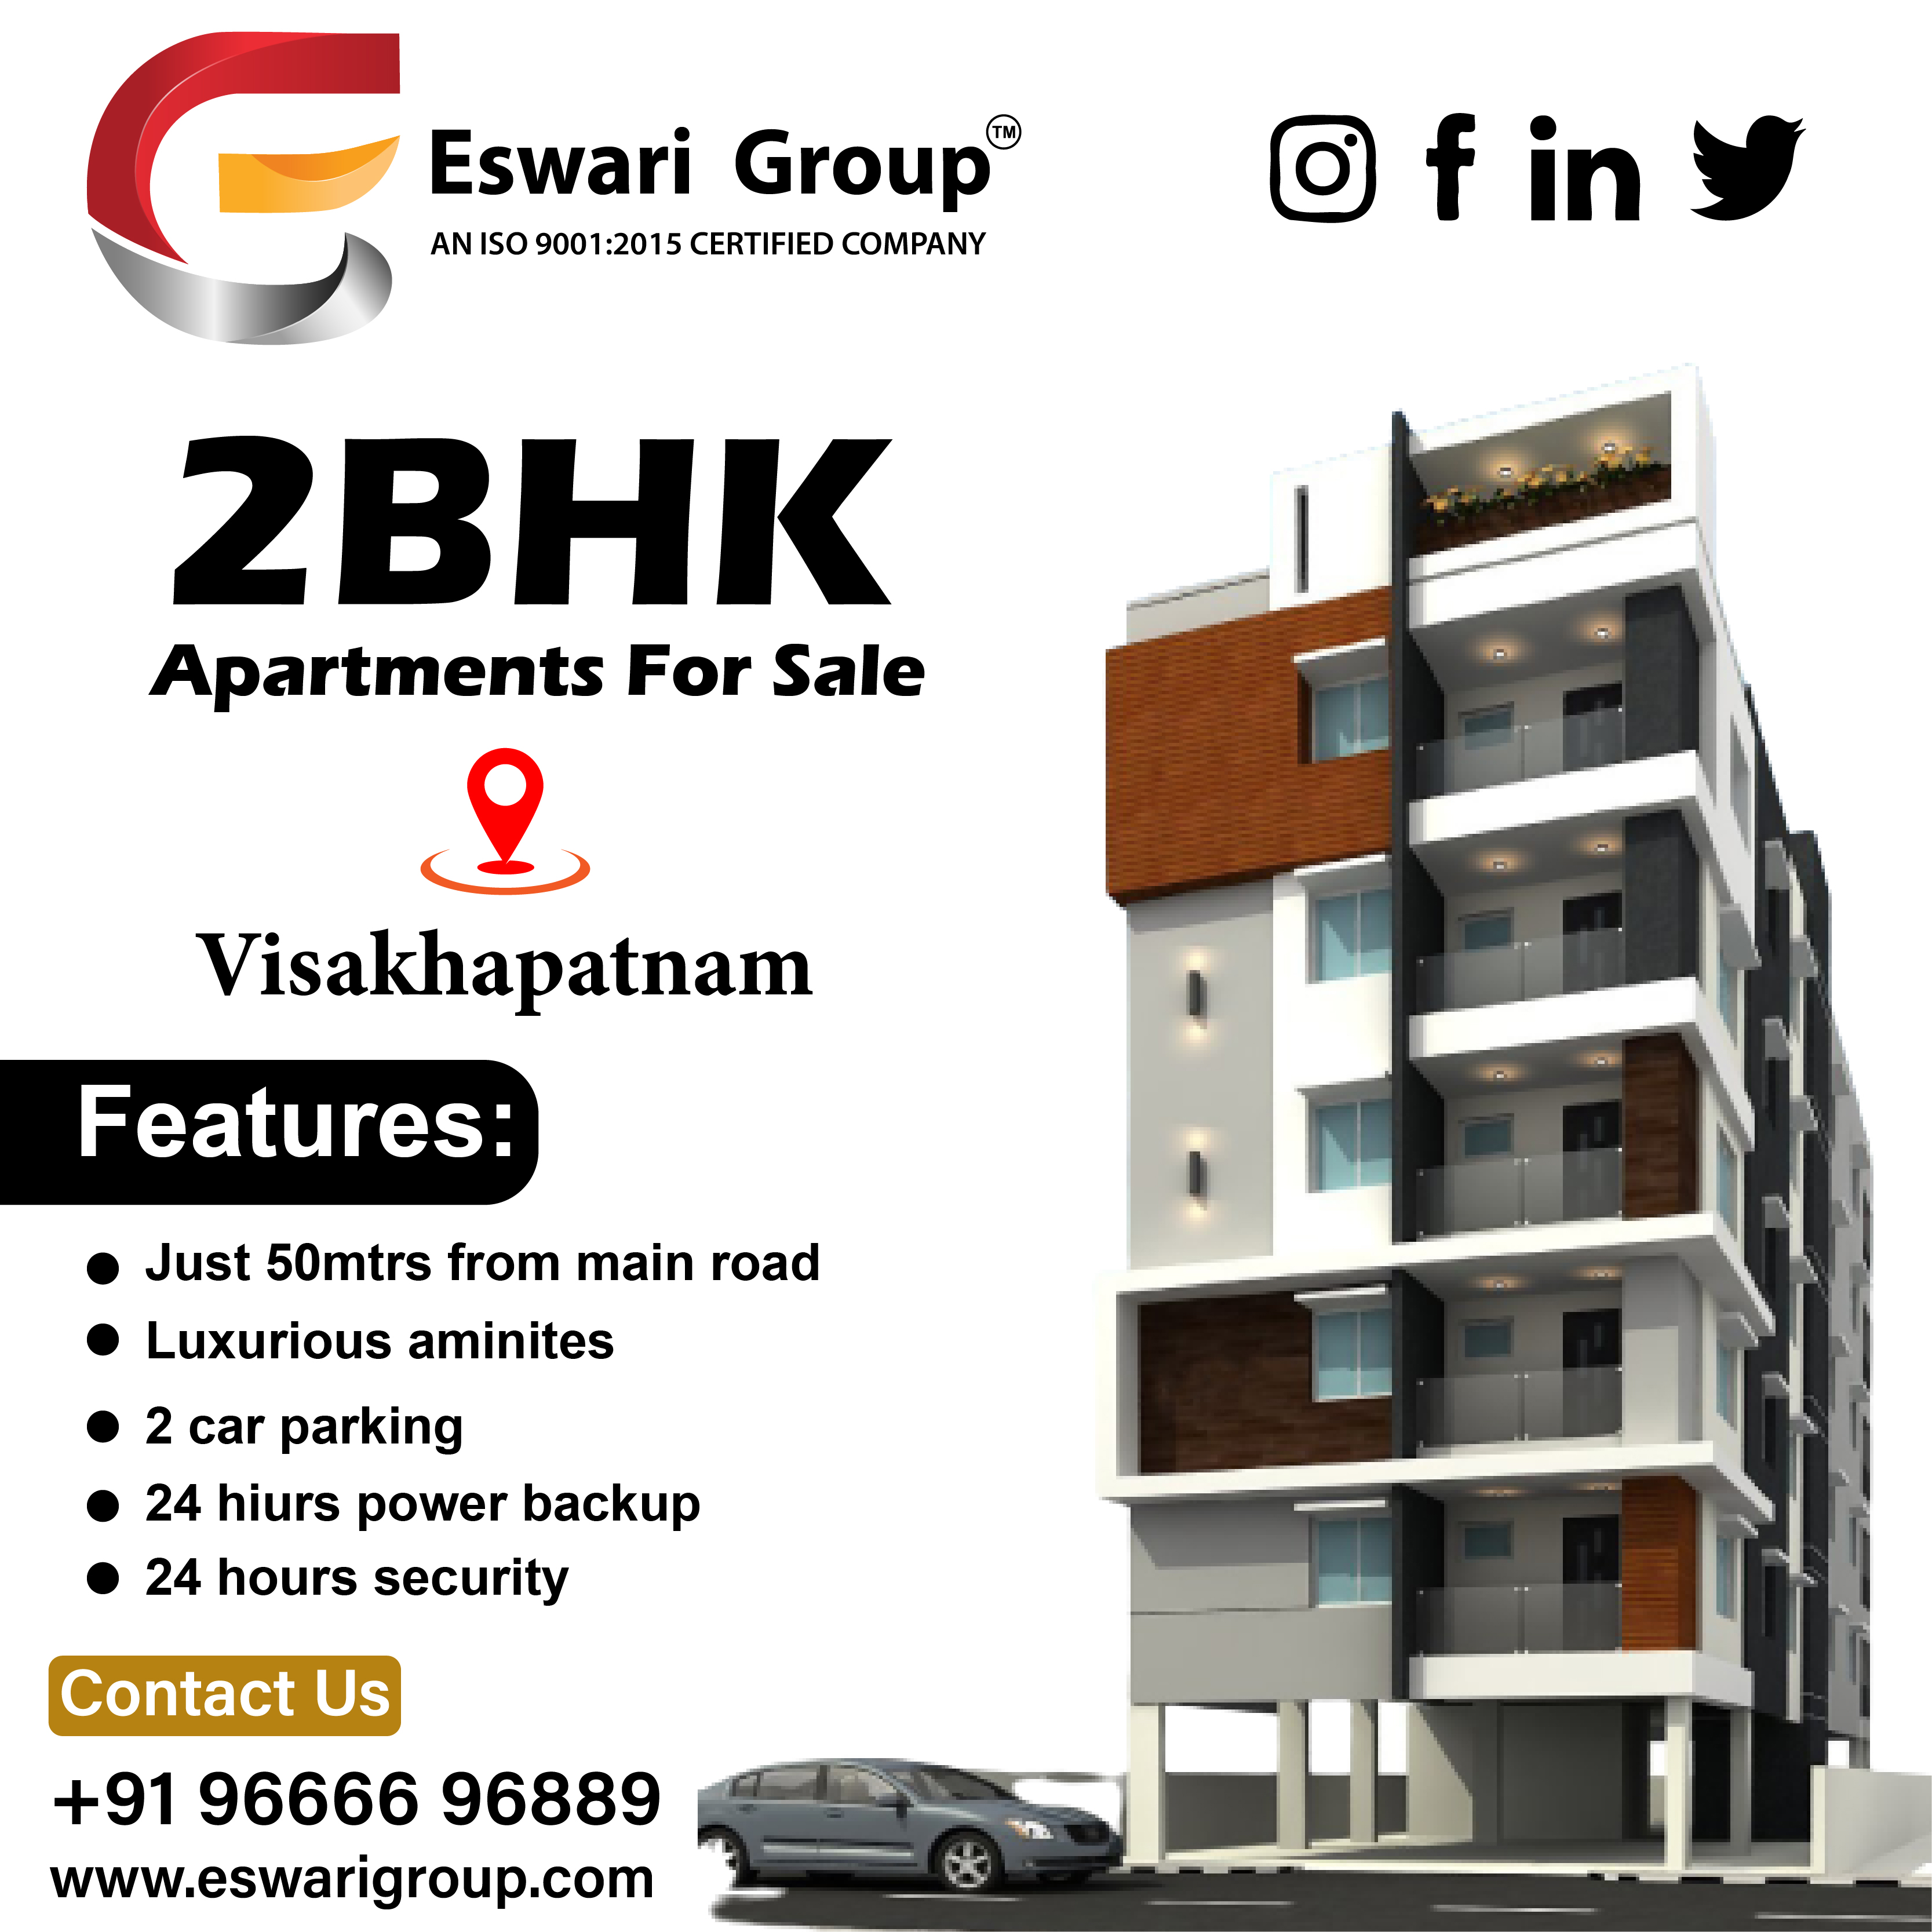 Eswari Group TM
AN ISO 9001:2015 CERTIFIED COMPANY
2BHK
Apartments For Sale
Visakhapatnam
Features:
Just 50mtrs from main road
Luxurious aminites
2 car parking
24 hiurs power backup
24 hours security
Contact Us
+91 96666 96889
www.eswarigroup.com